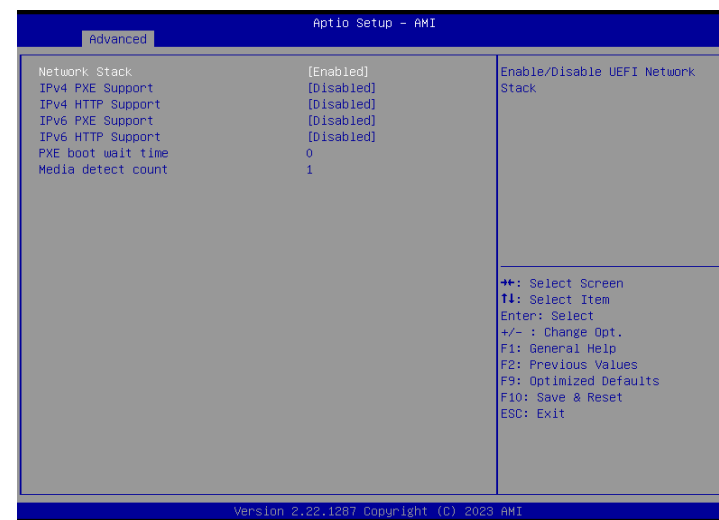 Aptio Setup – AMI
Advanced
Network Stack [Enabled]
IPv4 PXE Support [Disabled]
IPv4 HTTP Support [Disabled]
IPv6 PXE Support [Disabled]
IPv6 HTTP Support [Disabled]
PXE boot wait time 0
Media detect count 1
Enable/Disable UEFI Network
Stack
→←: Select Screen
↑↓: Select Item
Enter: Select
+/- : Change Opt.
F1: General Help
F2: Previous Values
F9: Optimized Defaults
F10: Save & Reset
ESC: Exit
Version 2.22.1287 Copyright (C) 2023 AMI